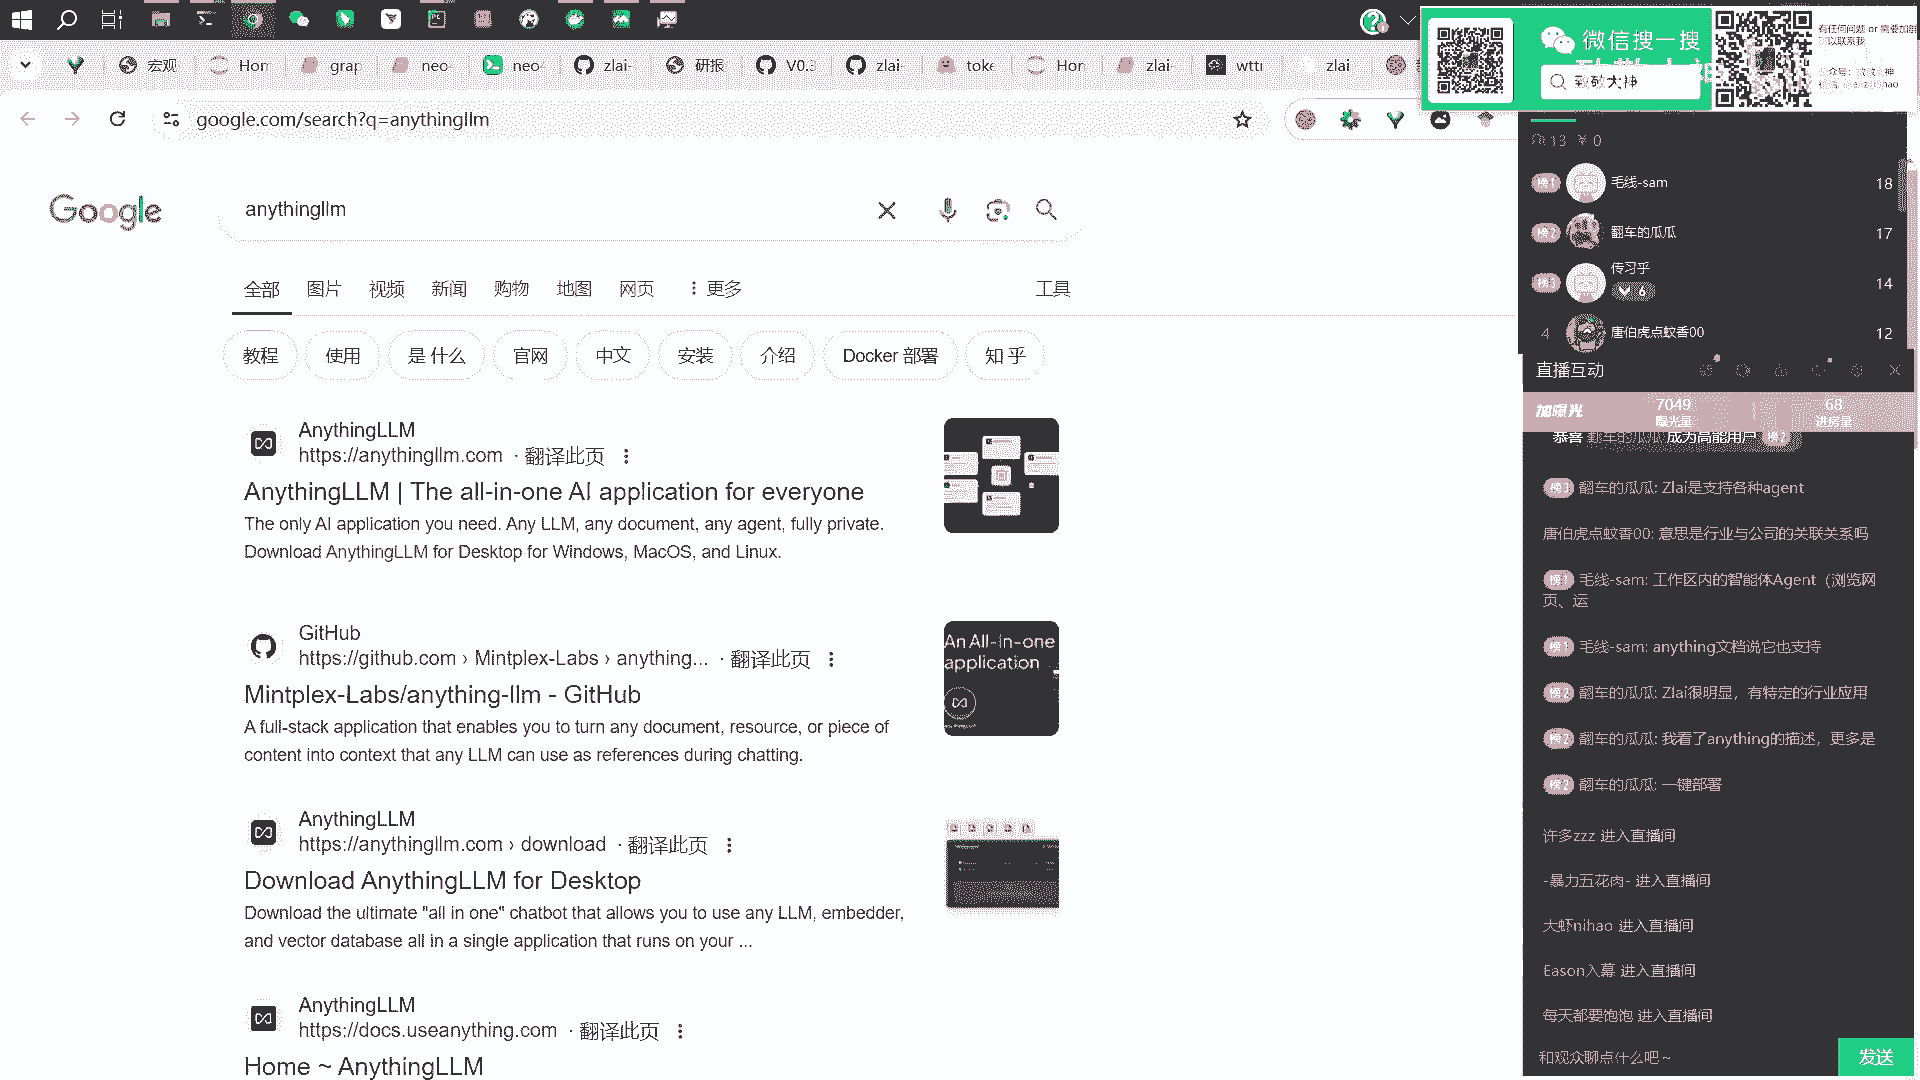 宏观
Hom
grap
neo-
neo-
zlai-
研报
V0.3
zlai-
toke
Hom
zlai-
wttr
zlai
google.com/search?q=anythingllm
微信搜一搜
致敬大神
有任何问题 or 需要加群
可以联系我
13 ￥ 0
Google
anythingllm
全部
图片
视频
新闻
购物
地图
网页
更多
工具
教程
使用
是 什么
官网
中文
安装
介绍
Docker 部署
知 乎
AnythingLLM
https://anythingllm.com · 翻译此页
AnythingLLM | The all-in-one AI application for everyone
The only AI application you need. Any LLM, any document, any agent, fully private.
Download AnythingLLM for Desktop for Windows, MacOS, and Linux.
GitHub
https://github.com › Mintplex-Labs › anything... · 翻译此页
Mintplex-Labs/anything-llm - GitHub
A full-stack application that enables you to turn any document, resource, or piece of
content into context that any LLM can use as references during chatting.
An All-in-one
application
AnythingLLM
https://anythingllm.com › download · 翻译此页
Download AnythingLLM for Desktop
Download the ultimate "all in one" chatbot that allows you to use any LLM, embedder,
and vector database all in a single application that runs on your ...
AnythingLLM
https://docs.useanything.com · 翻译此页
Home ~ AnythingLLM
榜1 毛线-sam 18
榜2 翻车的瓜瓜 17
榜3 传习乎 6 14
4 唐伯虎点蚊香00 12
直播互动
加曝光
7049
曝光量
68
进房量
恭喜 翻车的瓜瓜 成为高能用户 榜2
榜3 翻车的瓜瓜: Zlai是支持各种agent
唐伯虎点蚊香00: 意思是行业与公司的关联关系吗
榜1 毛线-sam: 工作区内的智能体Agent（浏览网
页、运
榜1 毛线-sam: anything文档说它也支持
榜2 翻车的瓜瓜: Zlai很明显，有特定的行业应用
榜2 翻车的瓜瓜: 我看了anything的描述，更多是
榜2 翻车的瓜瓜: 一键部署
许多zzz 进入直播间
-暴力五花肉- 进入直播间
大虾nihao 进入直播间
Eason入幕 进入直播间
每天都要饱饱 进入直播间
和观众聊点什么吧~
发送